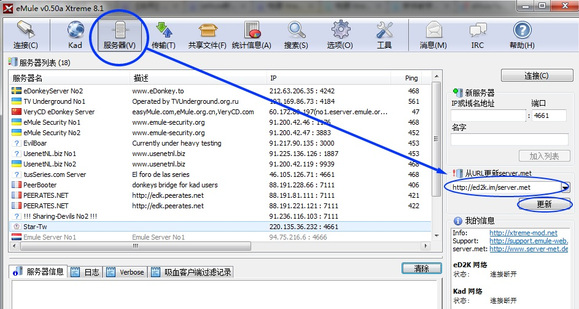 eMule v0.50a Xtreme 8.1
连接(C) Kad 服务器(V) 传输(T) 共享文件(F) 统计信息(A) 搜索(S) 选项(O) 工具 消息(M) IRC 帮助(H)
服务器列表 (18)
服务器名 描述 IP Ping
eDonkeyServer No2 www.eDonkey.to 212.63.206.35 : 4242 468
TV Underground Operated by TVUnderground.org.ru 193.169.86.73 : 4184 561
VeryCD eDonkey Server easyMule.com,eMule.org.cn,VeryCD.com 60.172.80.197(no1.eserver.emule.org.cn) 47
eMule Security No1 www.emule-security.org 91.200.42.46 : 1176 468
eMule Security No2 www.emule-security.org 91.200.42.47 : 3883 452
EvilBoar Currently under heavy testing 91.217.90.135 : 3000 453
UsenetNL.biz No1 www.usenetnl.biz 91.225.136.126 : 1887 453
UsenetNL.biz No2 www.usenetnl.biz 91.200.42.119 : 9939 453
tusSeries.com Server El foro de las series 46.105.126.71 : 4661 453
PeerBooter donkeys bridge for kad users 88.191.228.66 : 7111 468
PEERATES.NET http://edk.peerates.net 88.191.81.111 : 7111 452
PEERATES.NET http://edk.peerates.net 88.191.221.121 : 7111 468
!!! Sharing-Devils No2 !!! 91.236.116.103 : 7111
Star-Tw 220.135.36.232 : 4661
Emule Server No1 Emule Server No1 94.75.216.6 : 4666
服务器信息 日志 Verbose 吸血客户端过滤记录 清除
连接(C)
新服务器
IP或域名地址 端口
: 4661
名字
加入列表
从URL更新server.met
http://ed2k.im/server.met
更新
我的信息
Info: http://xtreme-mod.net
Support: http://support.emule-web.
server.met: http://www.server-met.de
eD2K 网络
状态: 连接断开
Kad 网络
状态: 连接断开